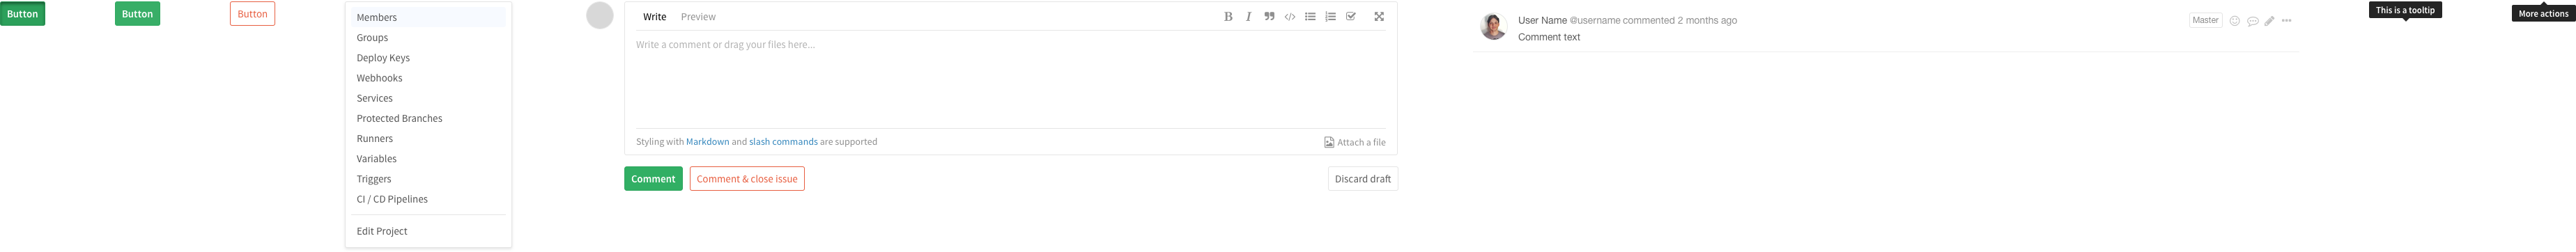 Button
Button
Button
Members
Groups
Deploy Keys
Webhooks
Services
Protected Branches
Runners
Variables
Triggers
CI / CD Pipelines
Edit Project
Write Preview
Write a comment or drag your files here...
Styling with Markdown and slash commands are supported
Attach a file
Comment
Comment & close issue
Discard draft
User Name @username commented 2 months ago
Master
Comment text
This is a tooltip
More actions